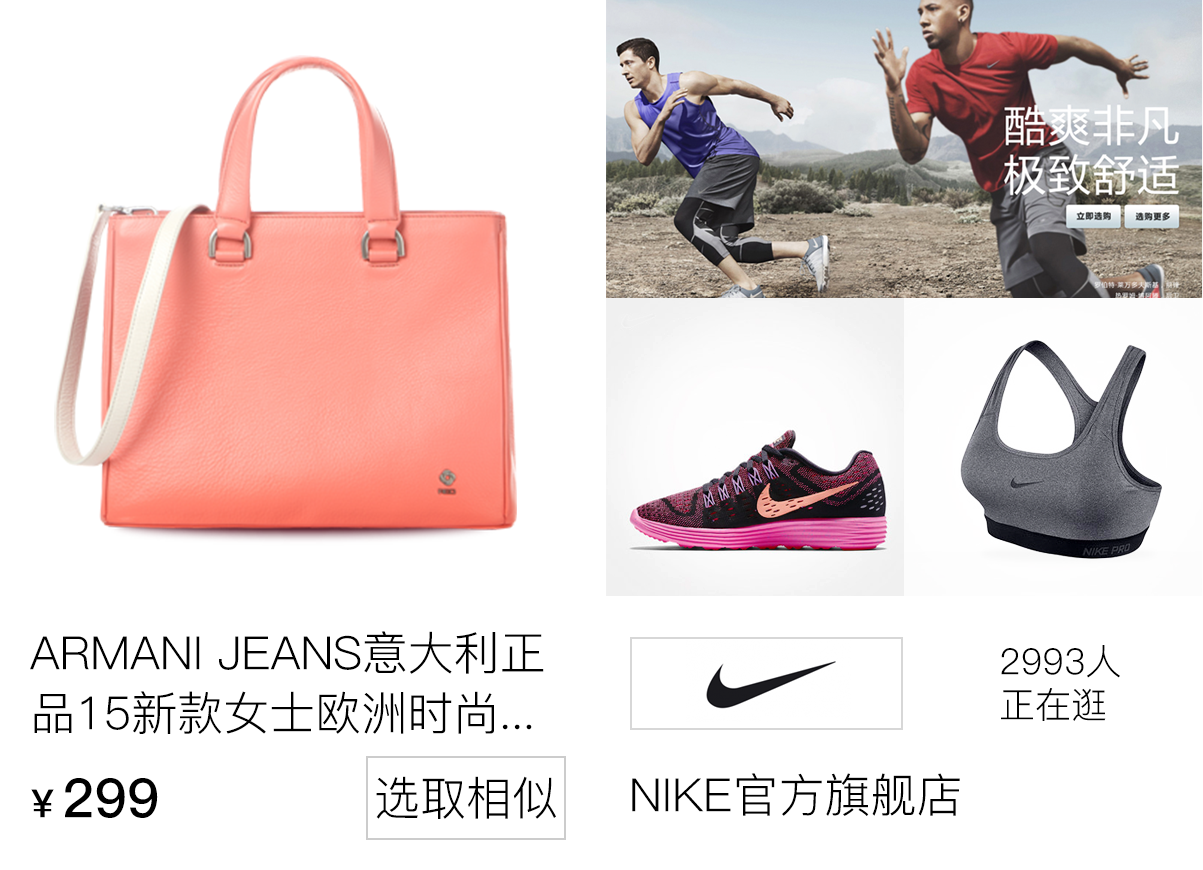 酷爽非凡
极致舒适
立即选购 选购更多
NIKE PRO
ARMANI JEANS意大利正
品15新款女士欧洲时尚...
¥299
选取相似
2993人
正在逛
NIKE官方旗舰店